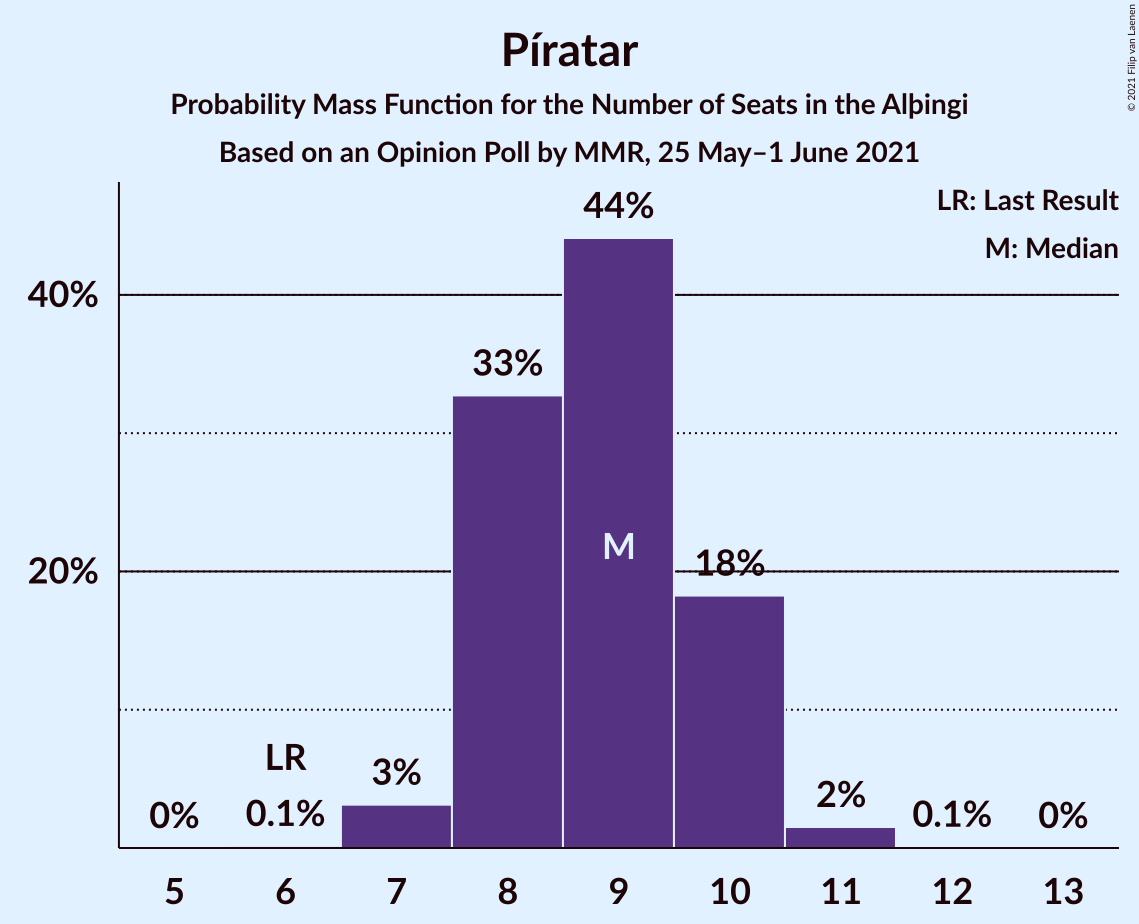 Píratar
Probability Mass Function for the Number of Seats in the Alþingi
Based on an Opinion Poll by MMR, 25 May–1 June 2021
© 2021 Filip van Laenen
LR: Last Result
M: Median
44%
40%
33%
M
18%
20%
LR
3%
2%
0%
0.1%
0.1%
0%
5 6 7 8 9 10 11 12 13